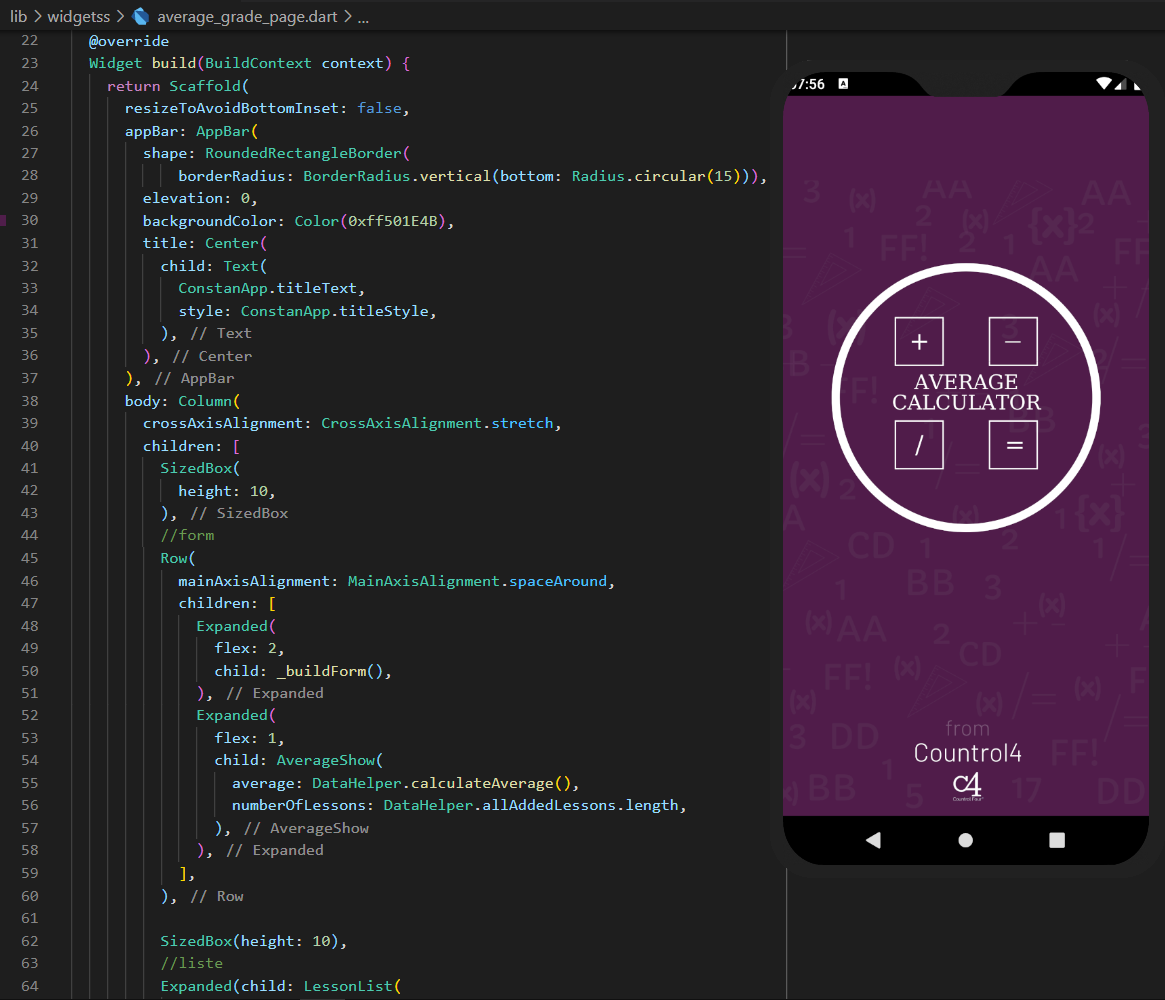 lib > widgetss > average_grade_page.dart > ...
22 @override
23 Widget build(BuildContext context) {
24 return Scaffold(
25 resizeToAvoidBottomInset: false,
26 appBar: AppBar(
27 shape: RoundedRectangleBorder(
28 borderRadius: BorderRadius.vertical(bottom: Radius.circular(15))),
29 elevation: 0,
30 backgroundColor: Color(0xff501E4B),
31 title: Center(
32 child: Text(
33 ConstanApp.titleText,
34 style: ConstanApp.titleStyle,
35 ), // Text
36 ), // Center
37 ), // AppBar
38 body: Column(
39 crossAxisAlignment: CrossAxisAlignment.stretch,
40 children: [
41 SizedBox(
42 height: 10,
43 ), // SizedBox
44 //form
45 Row(
46 mainAxisAlignment: MainAxisAlignment.spaceAround,
47 children: [
48 Expanded(
49 flex: 2,
50 child: _buildForm(),
51 ), // Expanded
52 Expanded(
53 flex: 1,
54 child: AverageShow(
55 average: DataHelper.calculateAverage(),
56 numberOfLessons: DataHelper.allAddedLessons.length,
57 ), // AverageShow
58 ), // Expanded
59 ],
60 ), // Row
61
62 SizedBox(height: 10),
63 //liste
64 Expanded(child: LessonList(
7:56 A
+ −
AVERAGE
CALCULATOR
/ =
from
Countrol4
C4